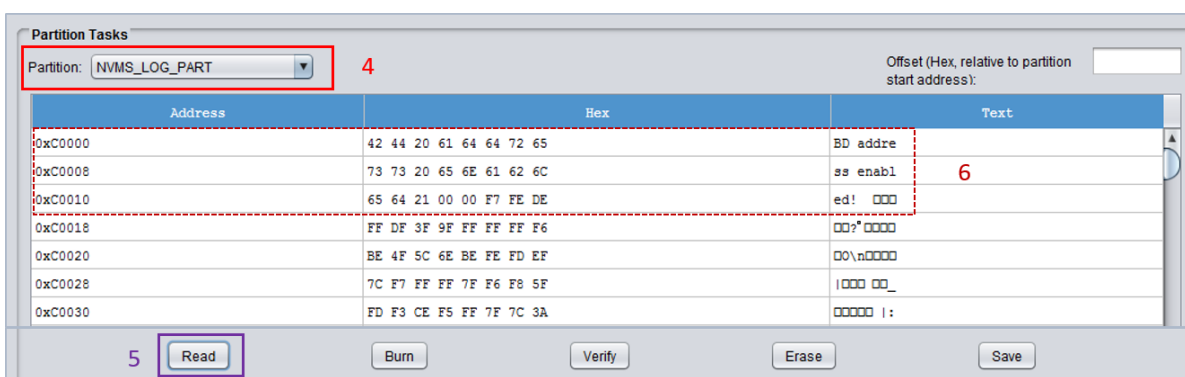 Partition Tasks
Partition: NVMS_LOG_PART 4
Offset (Hex, relative to partition
start address):
Address Hex Text
0xC0000 42 44 20 61 64 64 72 65 BD addre
0xC0008 73 73 20 65 6E 61 62 6C ss enabl
6
0xC0010 65 64 21 00 00 F7 FE DE ed! □□□
0xC0018 FF DF 3F 9F FF FF FF F6 □□?˚□□□□
0xC0020 BE 4F 5C 6E BE FE FD EF □O\n□□□□
0xC0028 7C F7 FF FF 7F F6 F8 5F |□□□ □□_
0xC0030 FD F3 CE F5 FF 7F 7C 3A □□□□□ |:
5 Read Burn Verify Erase Save